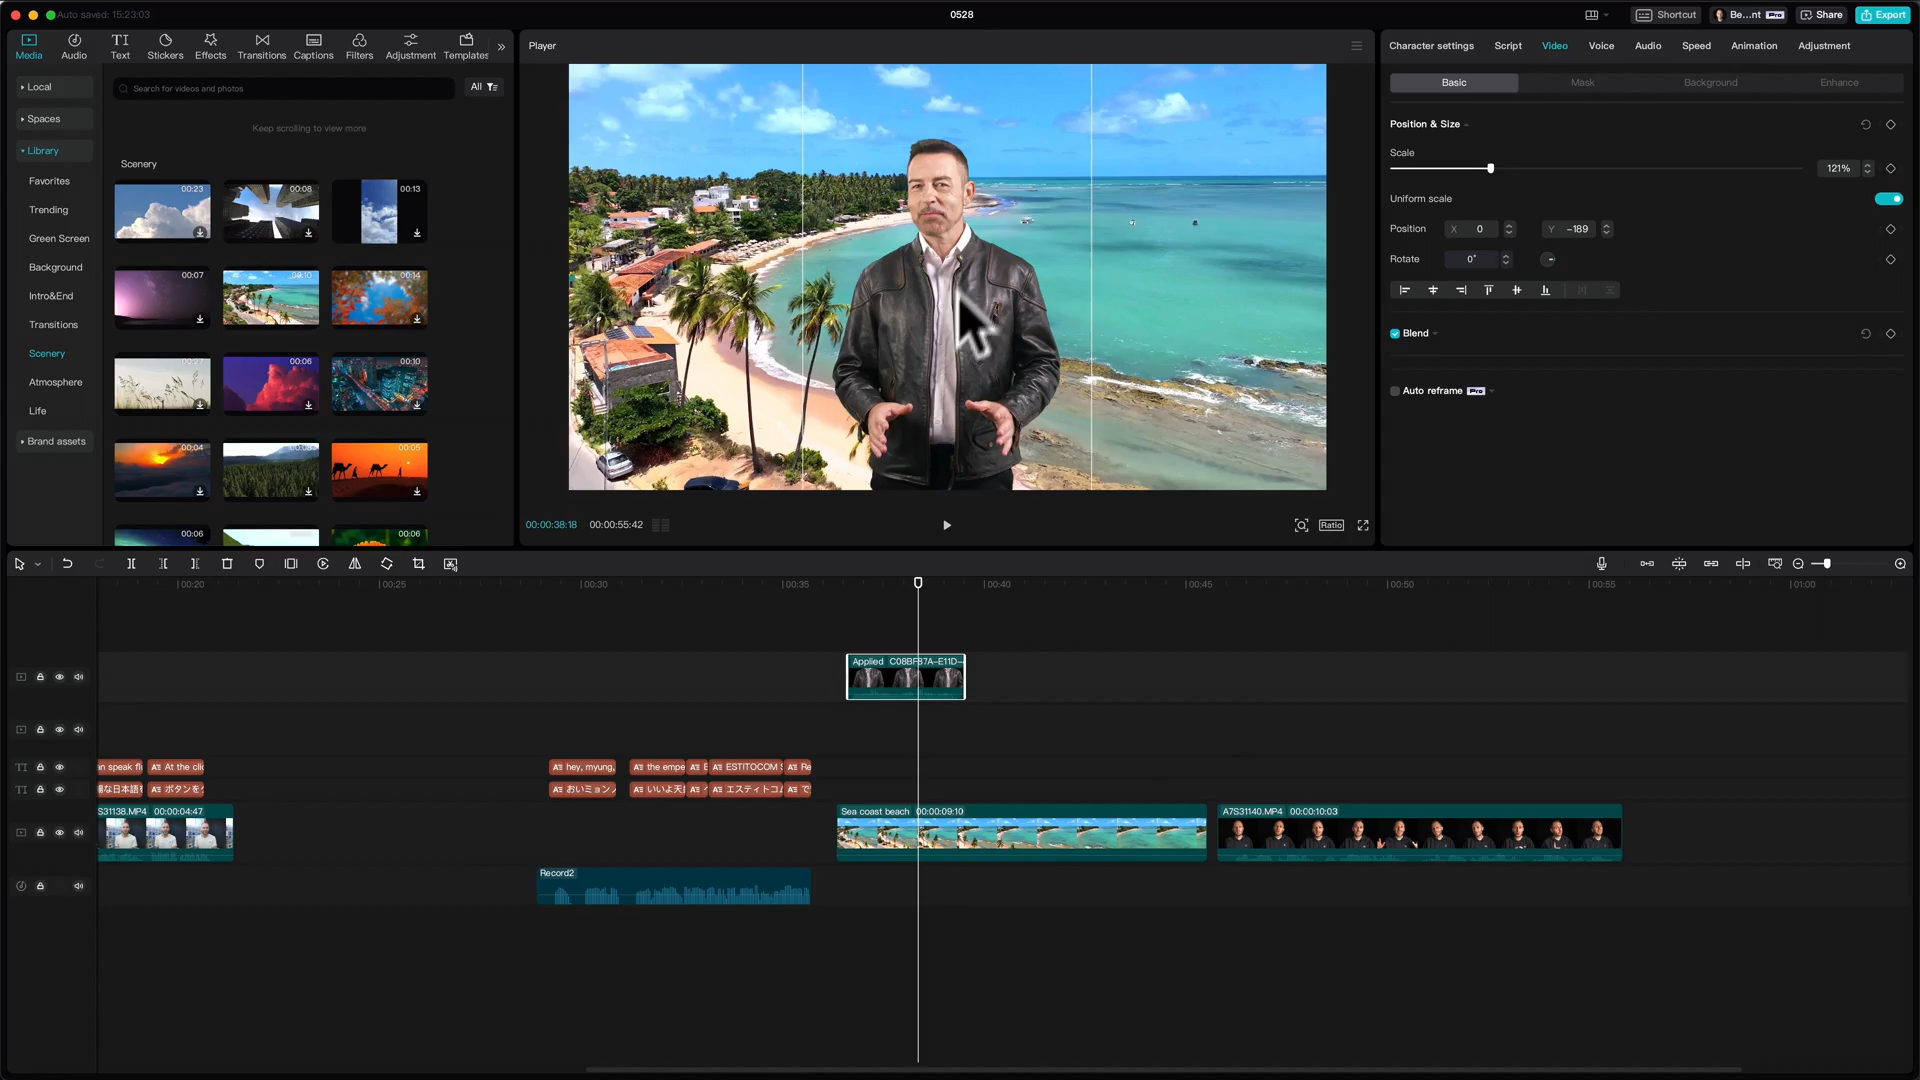 Auto saved: 15:23:03
0528
Shortcut
Be...nt Pro
Share
Export
Media
Audio
Text
Stickers
Effects
Transitions
Captions
Filters
Adjustment
Templates
Player
Character settings
Script
Video
Voice
Audio
Speed
Animation
Adjustment
Local
Spaces
Library
Favorites
Trending
Green Screen
Background
Intro&End
Transitions
Scenery
Atmosphere
Life
Brand assets
Search for videos and photos
All
Keep scrolling to view more
Scenery
00:23
00:08
00:13
00:07
00:10
00:14
00:06
00:10
00:04
00:05
00:06
00:06
Basic
Mask
Background
Enhance
Position & Size
Scale
121%
Uniform scale
Position X 0 Y -189
Rotate 0°
Blend
Auto reframe Pro
00:00:38:18
00:00:55:42
Ratio
00:20
00:25
00:30
00:35
00:40
00:45
00:50
00:55
01:00
Applied C08BF87A-E11D-
an speak fl
At the clic
hey, myung,
the empe
E
ESTITOCOM
Re
ボタンを
おいミョン
いいよ天
エスティトコム
で
S31138.MP4 00:00:04:47
Sea coast beach 00:00:09:10
A7S31140.MP4 00:00:10:03
Record2